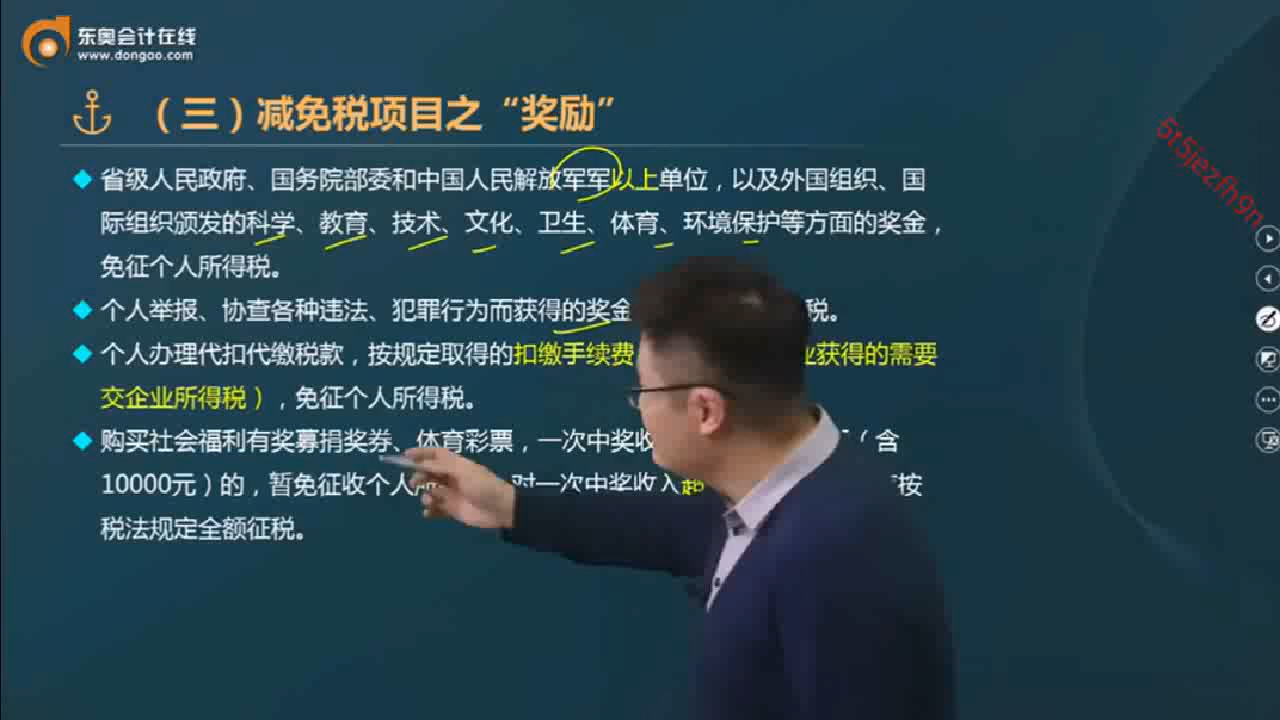 东奥会计在线
www.dongao.com
（三）减免税项目之“奖励”
省级人民政府、国务院部委和中国人民解放军军以上单位，以及外国组织、国
际组织颁发的科学、教育、技术、文化、卫生、体育、环境保护等方面的奖金，
免征个人所得税。
个人举报、协查各种违法、犯罪行为而获得的奖金 税。
个人办理代扣代缴税款，按规定取得的扣缴手续费 业获得的需要
交企业所得税），免征个人所得税。
购买社会福利有奖募捐奖券、体育彩票，一次中奖收 （含
10000元）的，暂免征收个人 对一次中奖收入超 按
税法规定全额征税。
6t5jezfh9n